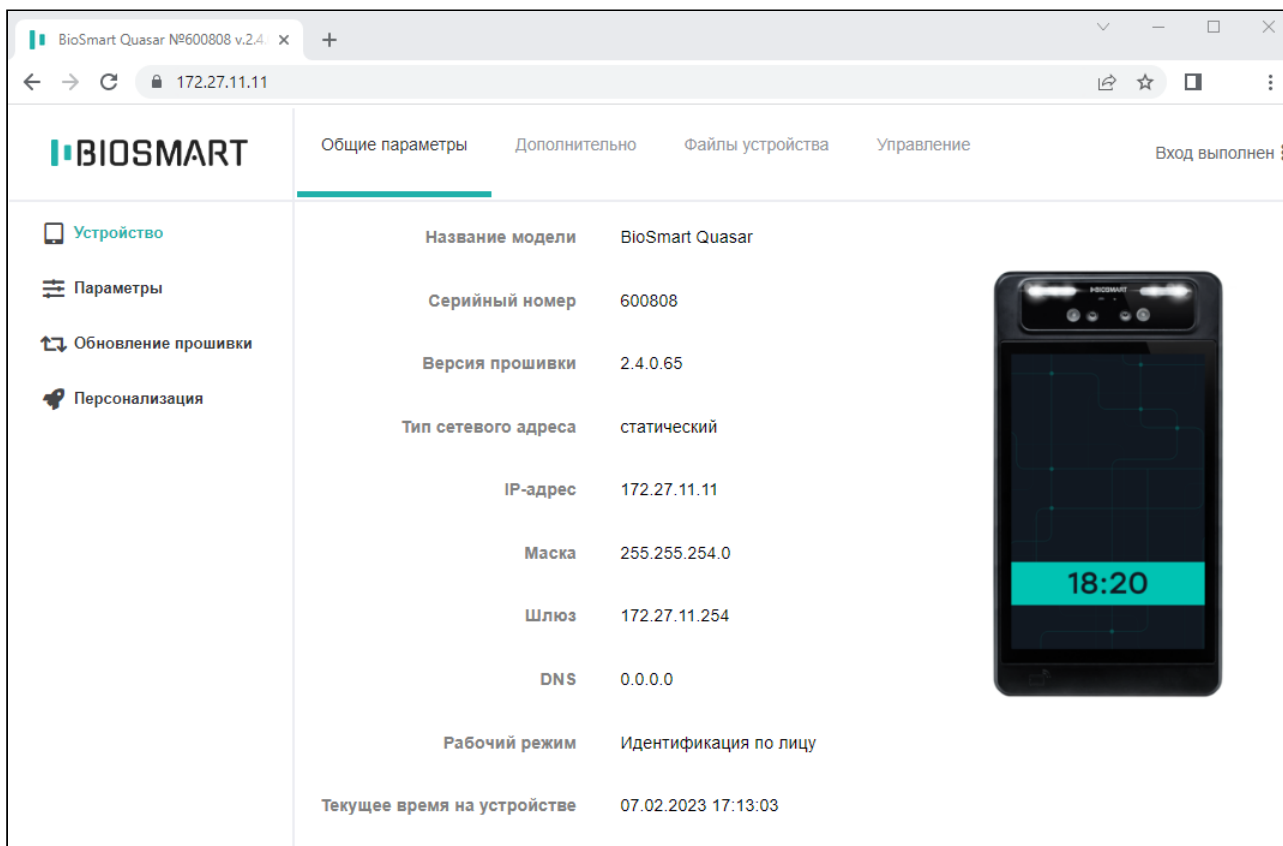 BioSmart Quasar №600808 v.2.4.
172.27.11.11
BIOSMART
Общие параметры Дополнительно Файлы устройства Управление Вход выполнен
Устройство
Параметры
Обновление прошивки
Персонализация
Название модели BioSmart Quasar
Серийный номер 600808
Версия прошивки 2.4.0.65
Тип сетевого адреса статический
IP-адрес 172.27.11.11
Маска 255.255.254.0
Шлюз 172.27.11.254
DNS 0.0.0.0
Рабочий режим Идентификация по лицу
Текущее время на устройстве 07.02.2023 17:13:03
BIOSMART
18:20